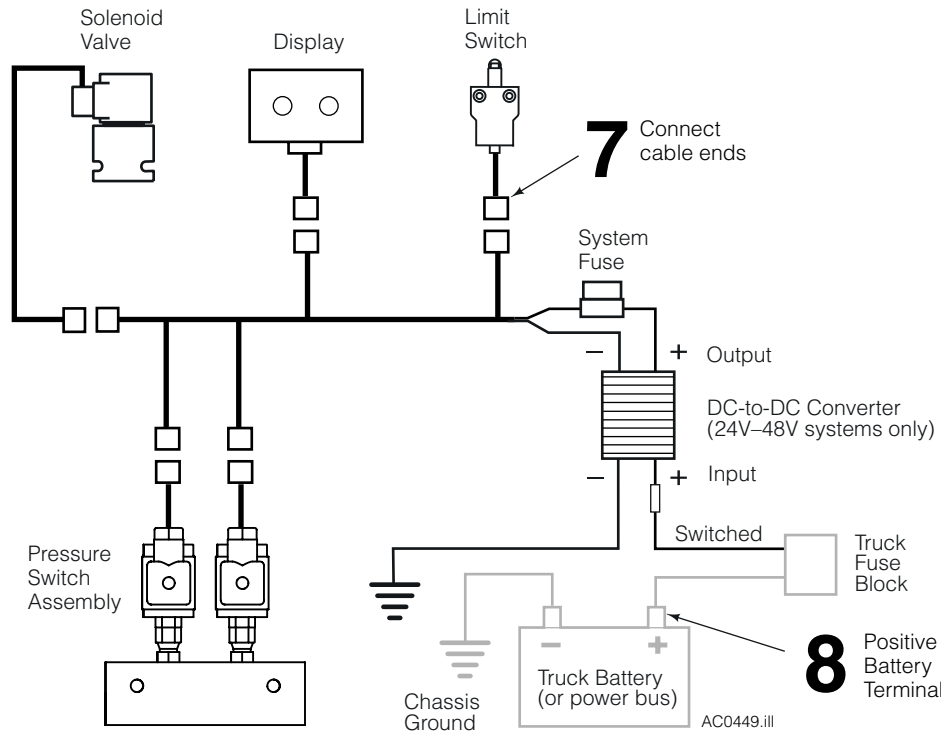 Solenoid
Valve
Display
Limit
Switch
7
Connect
cable ends
System
Fuse
− + Output
DC-to-DC Converter
(24V–48V systems only)
− + Input
Switched
Truck
Fuse
Block
Pressure
Switch
Assembly
− +
Truck Battery
(or power bus)
Chassis
Ground
8
Positive
Battery
Terminal
AC0449.ill